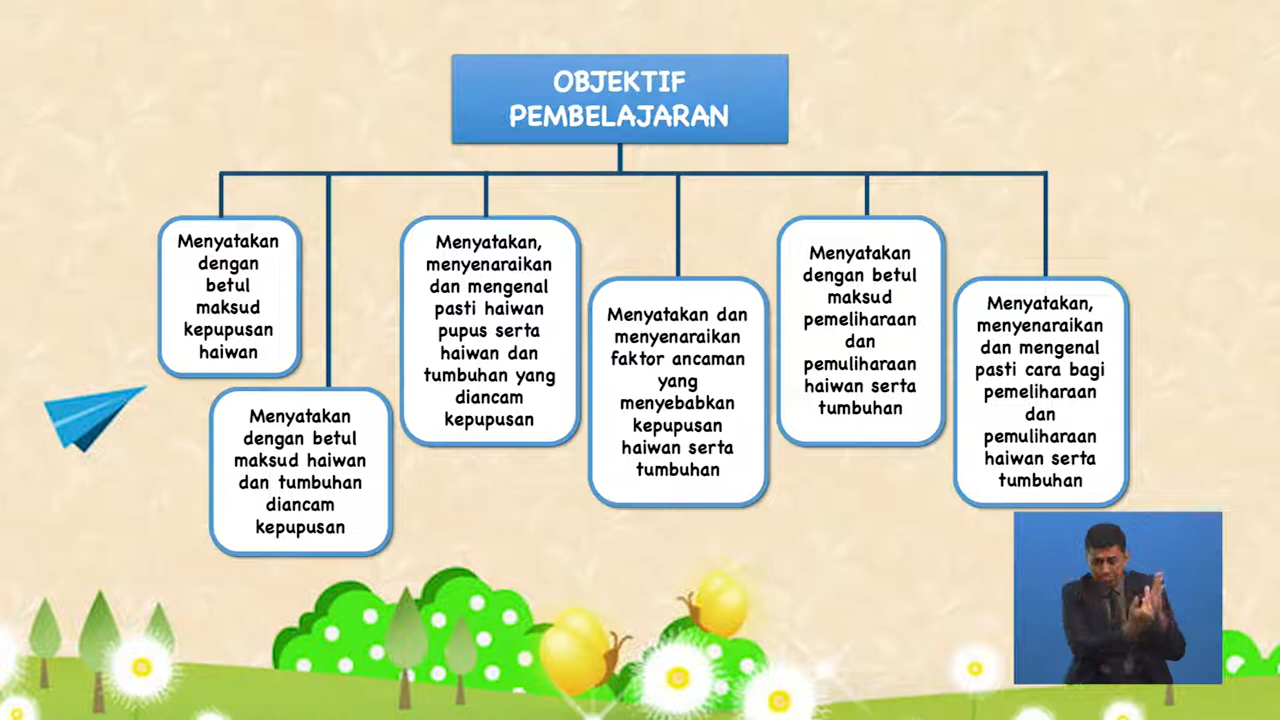 OBJEKTIF
PEMBELAJARAN
Menyatakan
dengan
betul
maksud
kepupusan
haiwan
Menyatakan
dengan betul
maksud haiwan
dan tumbuhan
diancam
kepupusan
Menyatakan,
menyenaraikan
dan mengenal
pasti haiwan
pupus serta
haiwan dan
tumbuhan yang
diancam
kepupusan
Menyatakan dan
menyenaraikan
faktor ancaman
yang
menyebabkan
kepupusan
haiwan serta
tumbuhan
Menyatakan
dengan betul
maksud
pemeliharaan
dan
pemuliharaan
haiwan serta
tumbuhan
Menyatakan,
menyenaraikan
dan mengenal
pasti cara bagi
pemeliharaan
dan
pemuliharaan
haiwan serta
tumbuhan